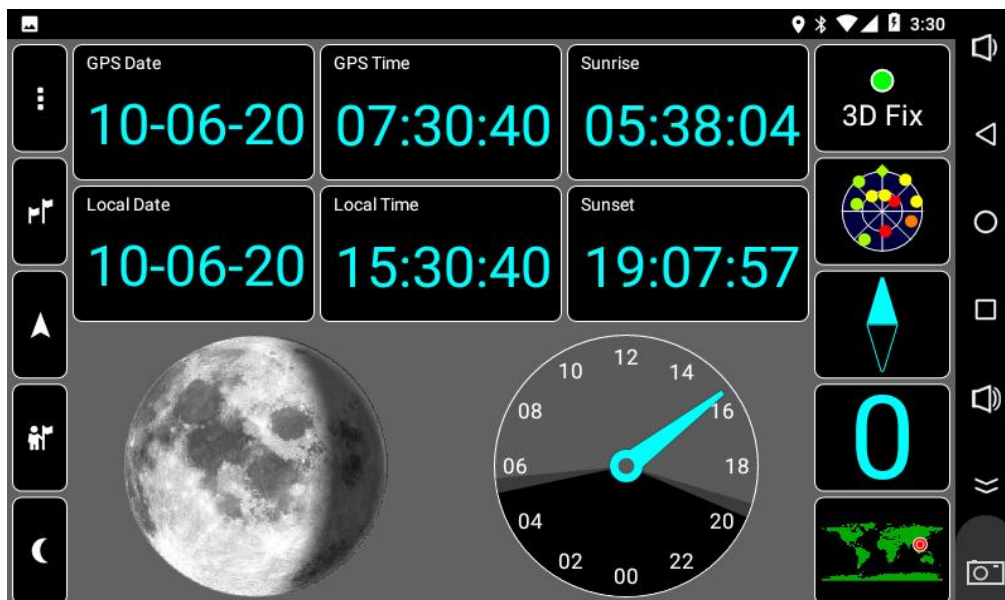 3:30
GPS Date
GPS Time
Sunrise
10-06-20
07:30:40
05:38:04
3D Fix
Local Date
Local Time
Sunset
10-06-20
15:30:40
19:07:57
12
10
14
08
16
06
18
04
20
02
22
00
0